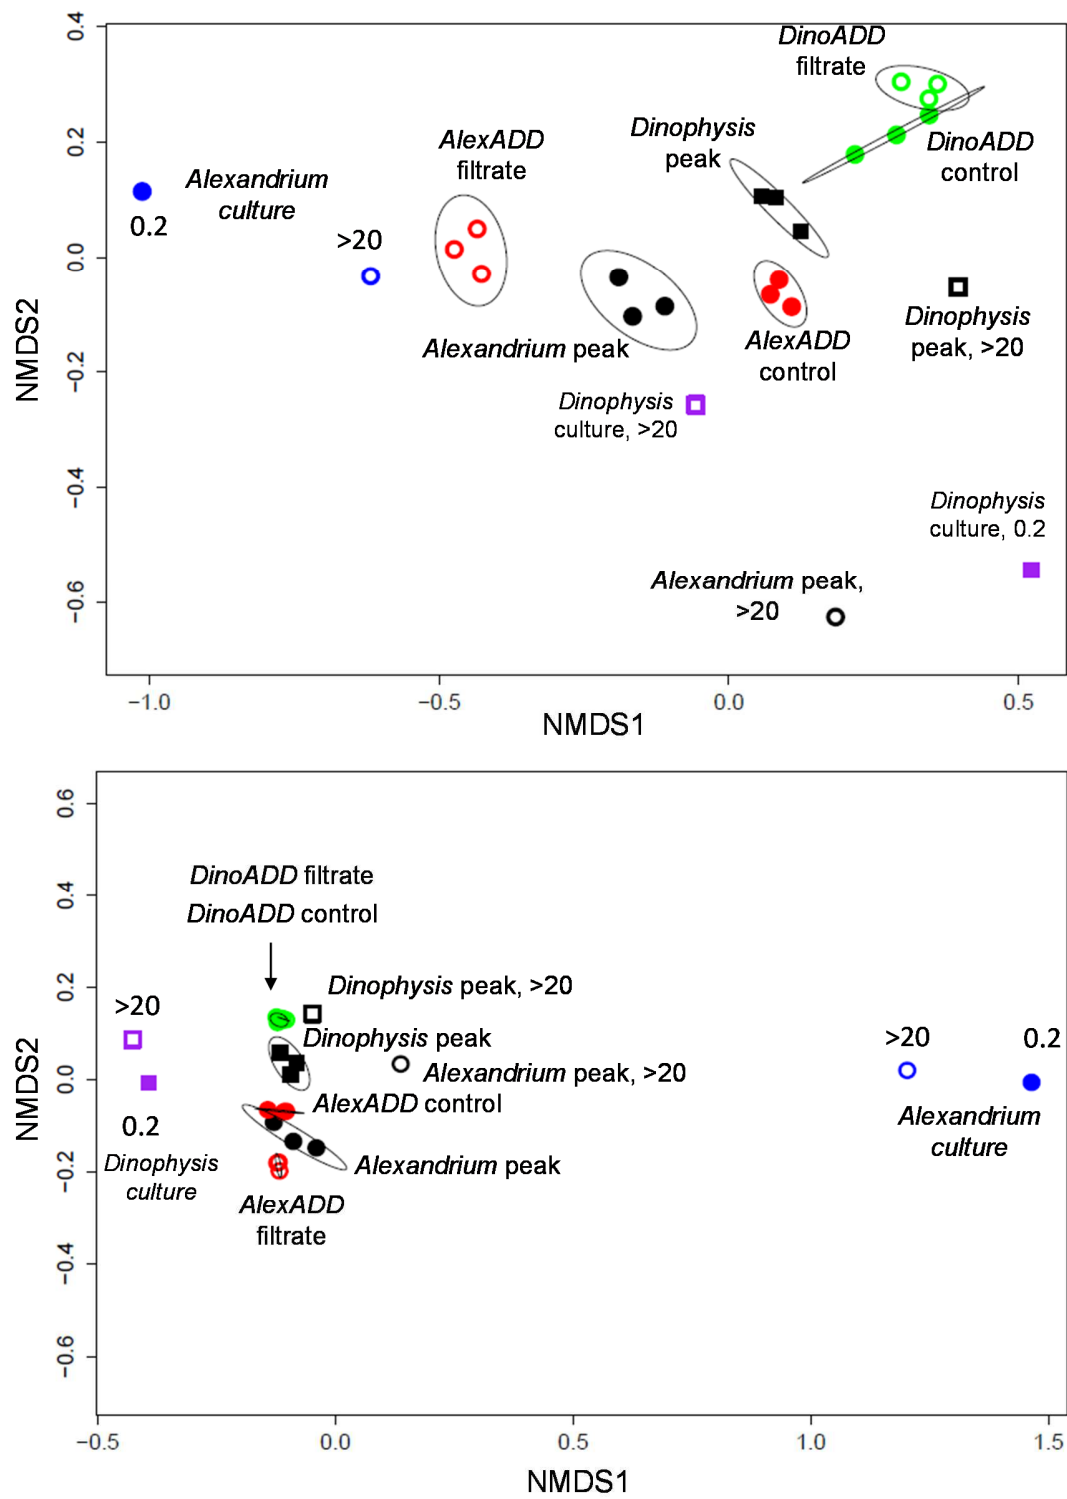 0.4
DinoADD
filtrate
Dinophysis
peak
AlexADD
filtrate
DinoADD
control
0.2
Alexandrium
culture
0.2
>20
0.0
NMDS2
Dinophysis
peak, >20
AlexADD
control
Alexandrium peak
−0.2
Dinophysis
culture, >20
−0.4
Dinophysis
culture, 0.2
Alexandrium peak,
>20
−0.6
−1.0
−0.5
0.0
0.5
NMDS1
0.6
0.4
DinoADD filtrate
DinoADD control
0.2
>20
Dinophysis peak, >20
Dinophysis peak
>20
0.2
0.0
NMDS2
Alexandrium peak, >20
AlexADD control
Alexandrium
culture
0.2
Dinophysis
culture
Alexandrium peak
−0.2
AlexADD
filtrate
−0.4
−0.6
−0.5
0.0
0.5
1.0
1.5
NMDS1